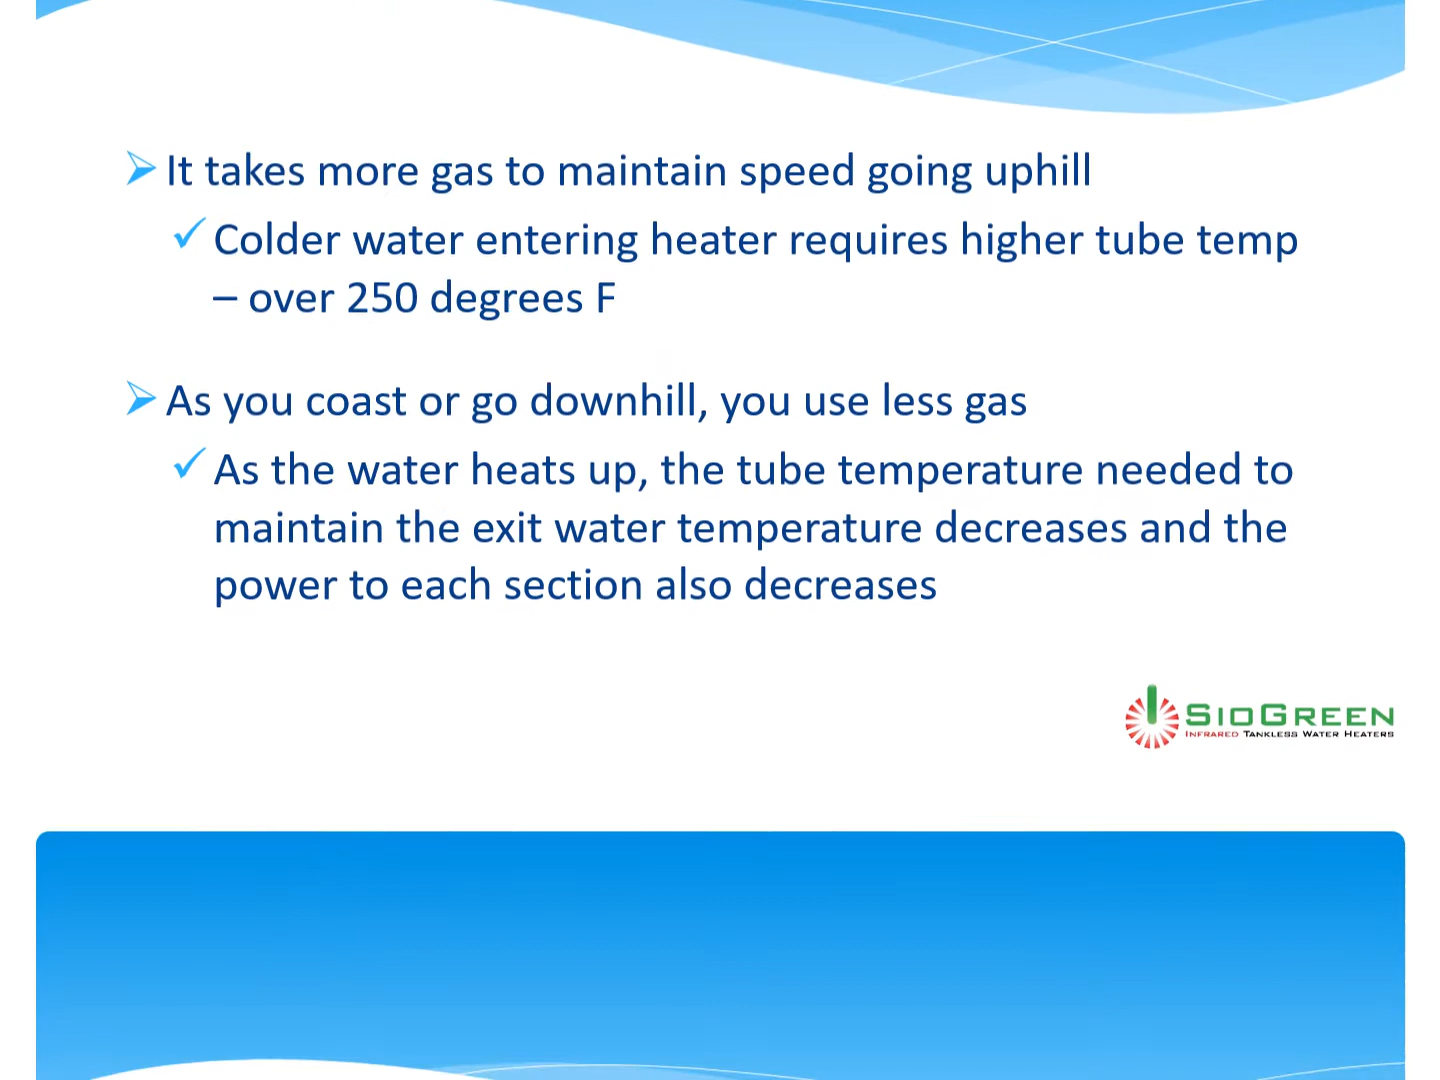 It takes more gas to maintain speed going uphill
Colder water entering heater requires higher tube temp
– over 250 degrees F
As you coast or go downhill, you use less gas
As the water heats up, the tube temperature needed to
maintain the exit water temperature decreases and the
power to each section also decreases
SIOGREEN
INFRARED TANKLESS WATER HEATERS